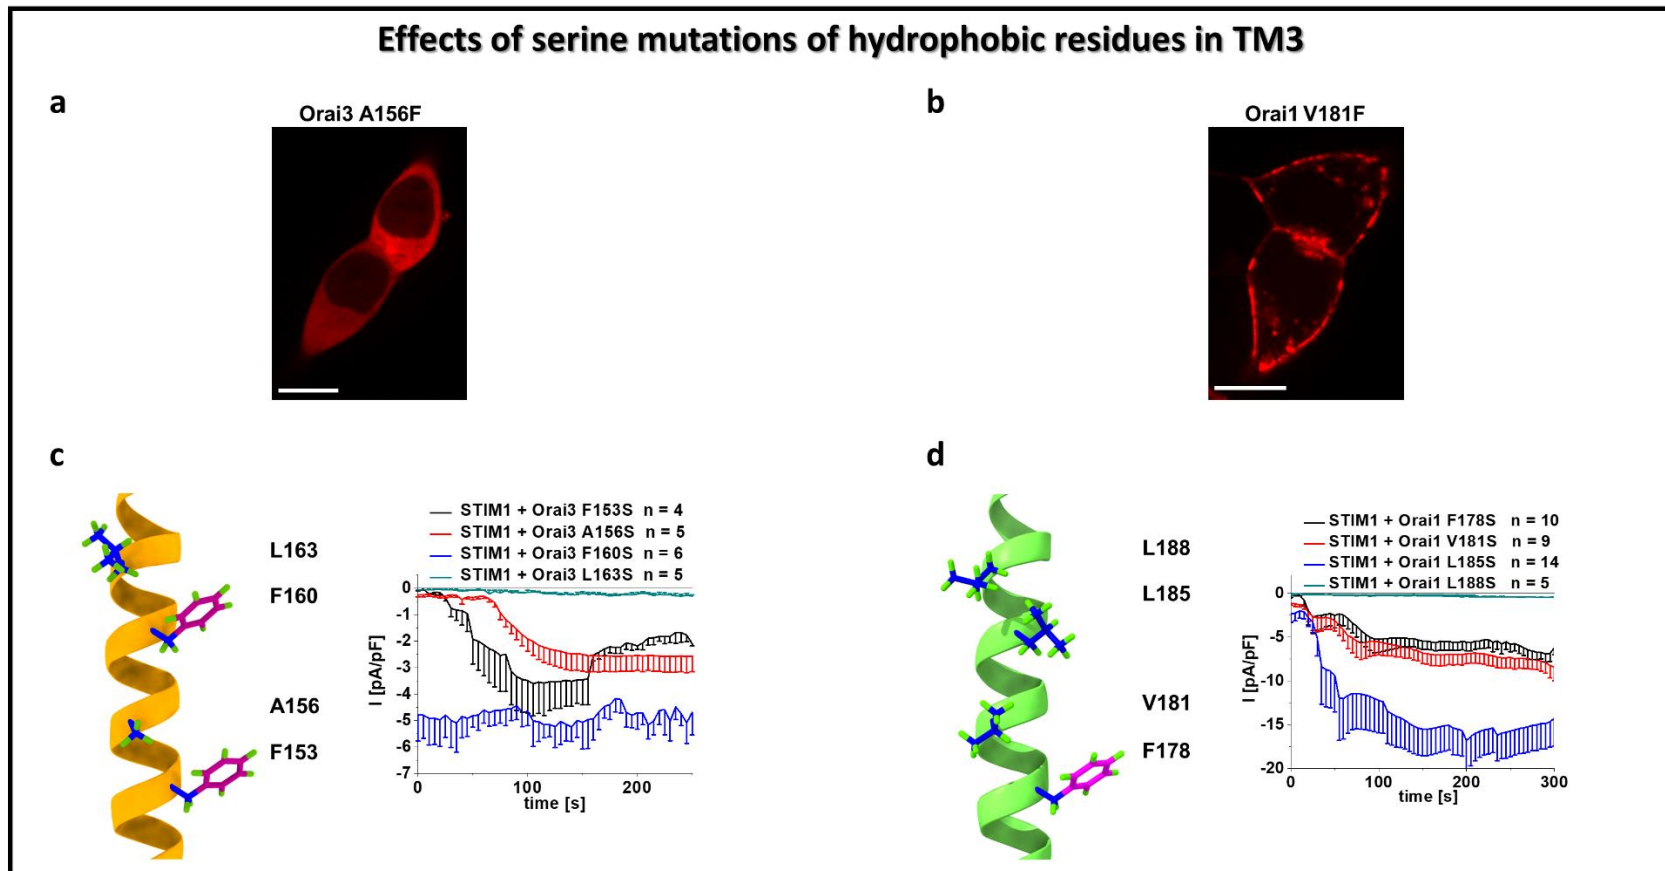 Effects of serine mutations of hydrophobic residues in TM3
a
Orai3 A156F
b
Orai1 V181F
c
L163
F160
A156
F153
STIM1 + Orai3 F153S n = 4
STIM1 + Orai3 A156S n = 5
STIM1 + Orai3 F160S n = 6
STIM1 + Orai3 L163S n = 5
I [pA/pF]
0
-1
-2
-3
-4
-5
-6
-7
0 100 200
time [s]
d
L188
L185
V181
F178
STIM1 + Orai1 F178S n = 10
STIM1 + Orai1 V181S n = 9
STIM1 + Orai1 L185S n = 14
STIM1 + Orai1 L188S n = 5
I [pA/pF]
0
-5
-10
-15
-20
0 100 200 300
time [s]